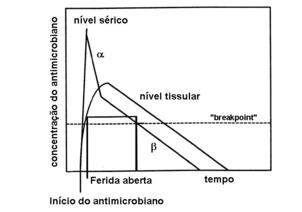 nível sérico
α
nível tissular
"breakpoint"
β
concentração do antimicrobiano
Ferida aberta
tempo
Início do antimicrobiano